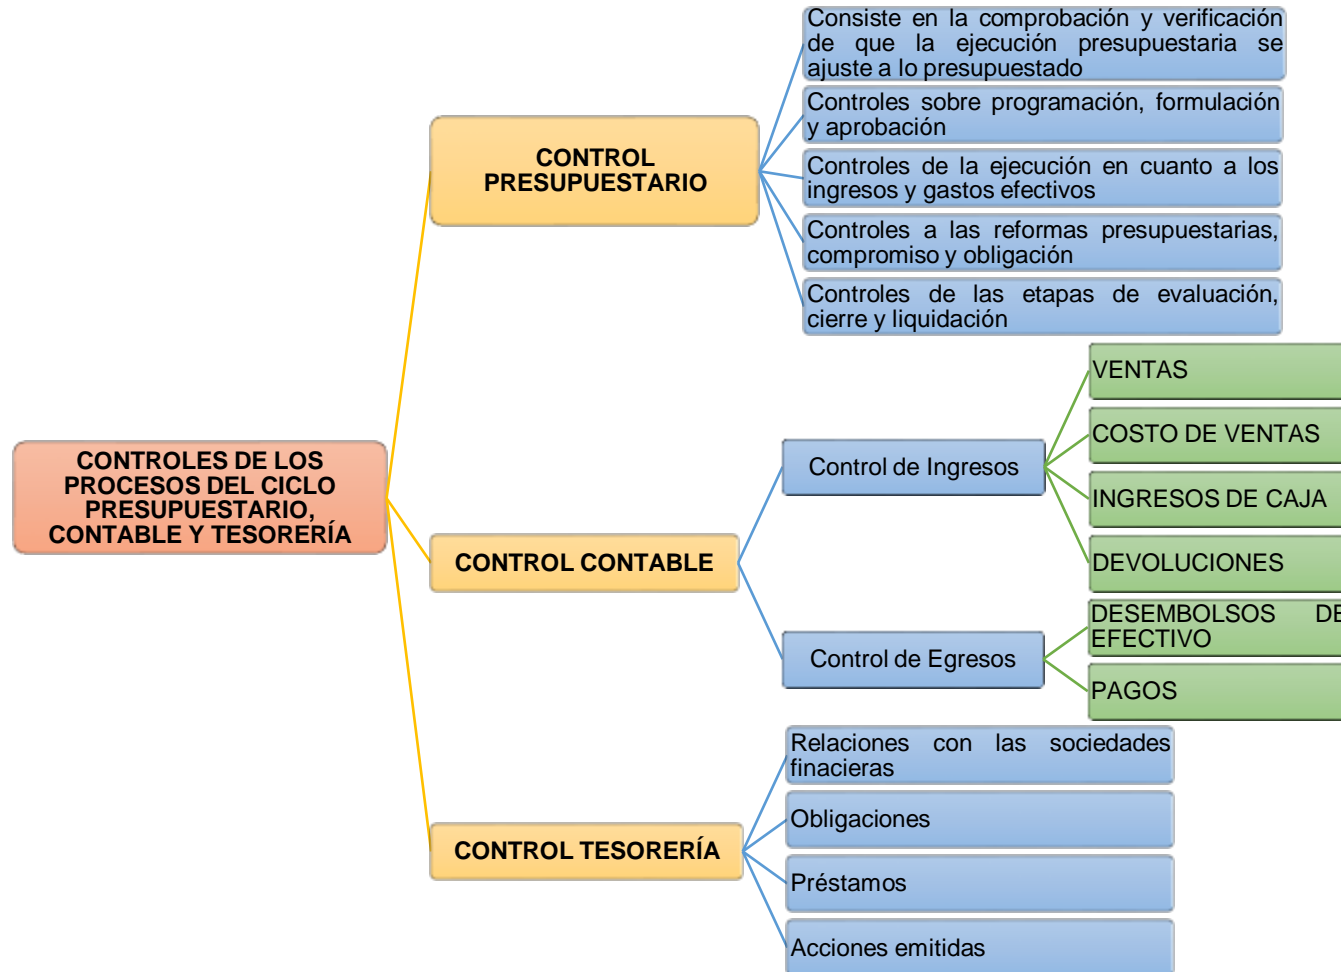 Consiste en la comprobación y verificación
de que la ejecución presupuestaria se
ajuste a lo presupuestado
Controles sobre programación, formulación
y aprobación
CONTROL
PRESUPUESTARIO
Controles de la ejecución en cuanto a los
ingresos y gastos efectivos
Controles a las reformas presupuestarias,
compromiso y obligación
Controles de las etapas de evaluación,
cierre y liquidación
CONTROLES DE LOS
PROCESOS DEL CICLO
PRESUPUESTARIO,
CONTABLE Y TESORERÍA
CONTROL CONTABLE
Control de Ingresos
VENTAS
COSTO DE VENTAS
INGRESOS DE CAJA
DEVOLUCIONES
Control de Egresos
DESEMBOLSOS DE
EFECTIVO
PAGOS
CONTROL TESORERÍA
Relaciones con las sociedades
finacieras
Obligaciones
Préstamos
Acciones emitidas